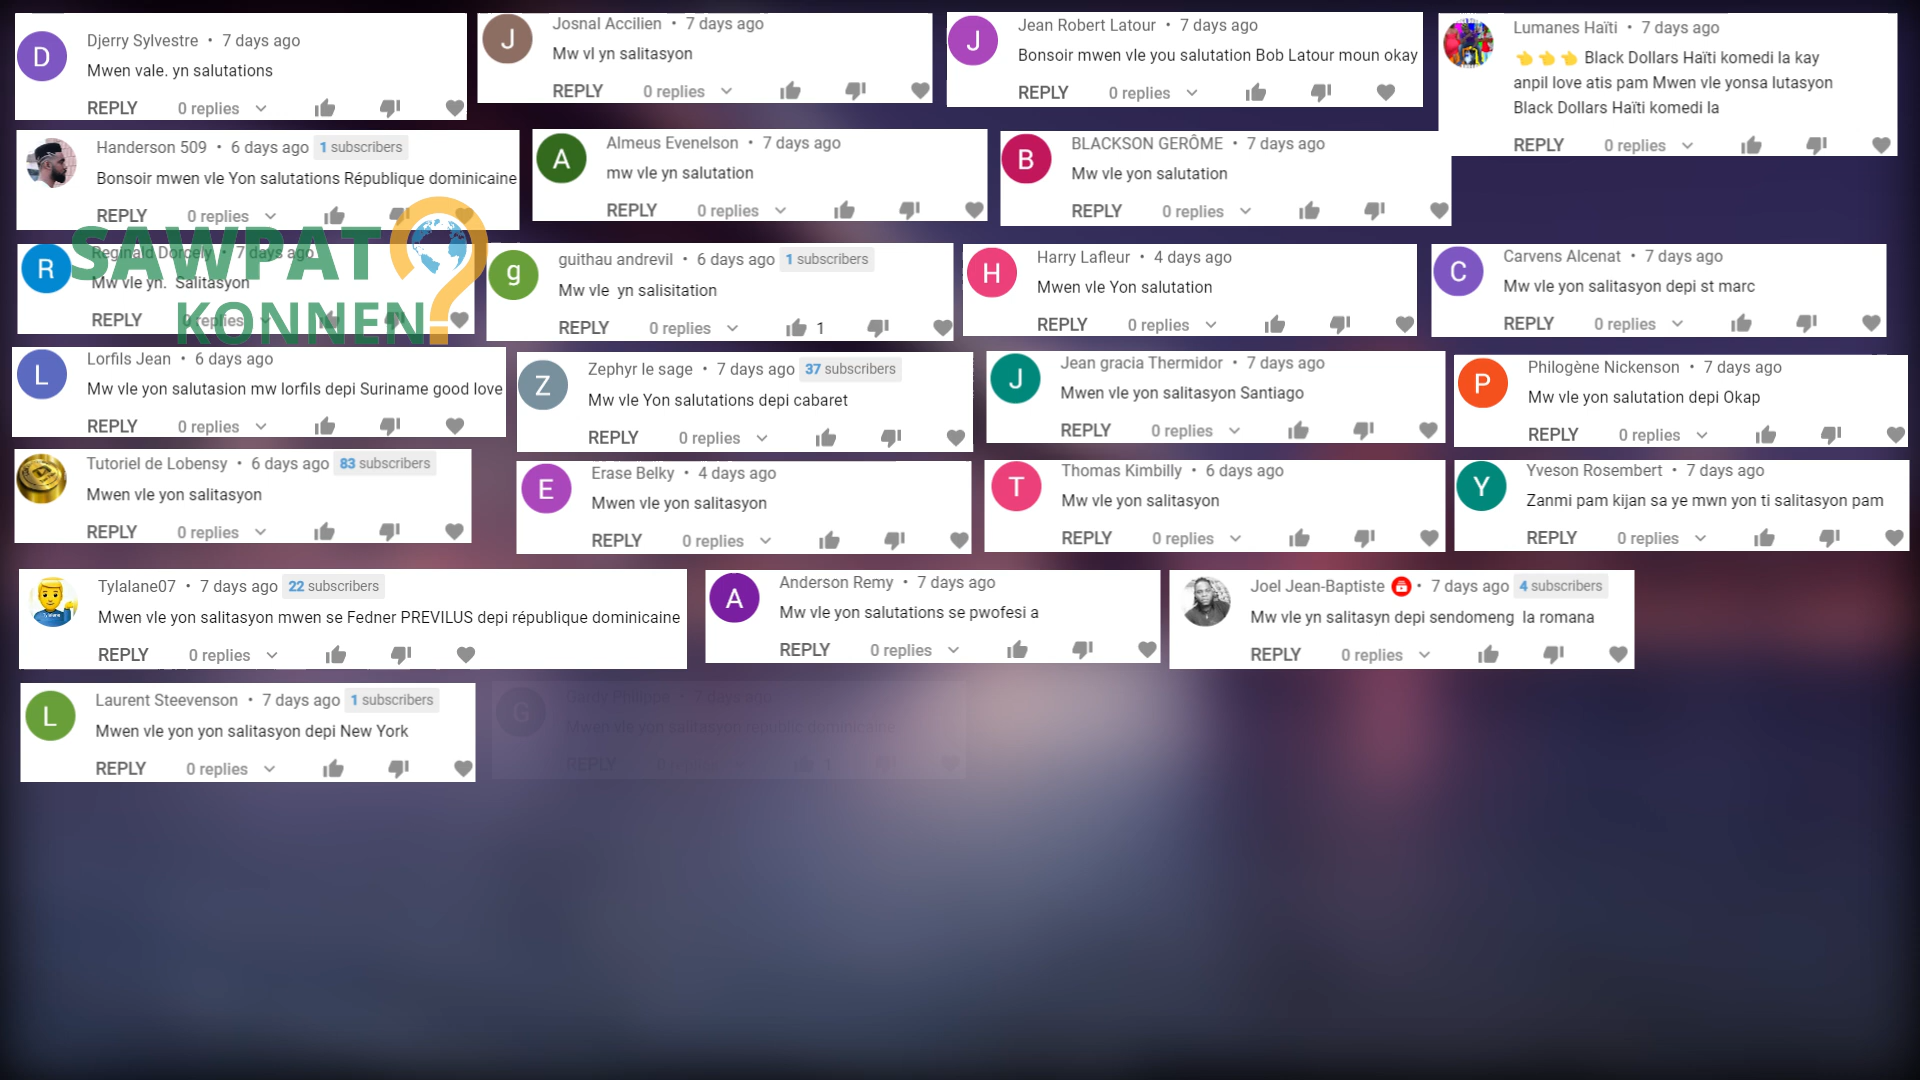 D
Djerry Sylvestre • 7 days ago
Mwen vale. yn salutations
REPLY 0 replies
J
Josnal Accilien • 7 days ago
Mw vl yn salitasyon
REPLY 0 replies
J
Jean Robert Latour • 7 days ago
Bonsoir mwen vle you salutation Bob Latour moun okay
REPLY 0 replies
Lumanes Haïti • 7 days ago
👈👈👈 Black Dollars Haïti komedi la kay
anpil love atis pam Mwen vle yonsa lutasyon
Black Dollars Haïti komedi la
REPLY 0 replies
Handerson 509 • 6 days ago 1 subscribers
Bonsoir mwen vle Yon salutations République dominicaine
REPLY 0 replies
A
Almeus Evenelson • 7 days ago
mw vle yn salutation
REPLY 0 replies
B
BLACKSON GERÔME • 7 days ago
Mw vle yon salutation
REPLY 0 replies
SAWPAT
KONNEN?
R
Reginald Dorcely • 7 days ago
Mw vle yn. Salitasyon
REPLY 0 replies
g
guithau andrevil • 6 days ago 1 subscribers
Mw vle yn salisitation
REPLY 0 replies 1
H
Harry Lafleur • 4 days ago
Mwen vle Yon salutation
REPLY 0 replies
C
Carvens Alcenat • 7 days ago
Mw vle yon salitasyon depi st marc
REPLY 0 replies
L
Lorfils Jean • 6 days ago
Mw vle yon salutasion mw lorfils depi Suriname good love
REPLY 0 replies
Z
Zephyr le sage • 7 days ago 37 subscribers
Mw vle Yon salutations depi cabaret
REPLY 0 replies
J
Jean gracia Thermidor • 7 days ago
Mwen vle yon salitasyon Santiago
REPLY 0 replies
P
Philogène Nickenson • 7 days ago
Mw vle yon salutation depi Okap
REPLY 0 replies
Tutoriel de Lobensy • 6 days ago 83 subscribers
Mwen vle yon salitasyon
REPLY 0 replies
E
Erase Belky • 4 days ago
Mwen vle yon salitasyon
REPLY 0 replies
T
Thomas Kimbilly • 6 days ago
Mw vle yon salitasyon
REPLY 0 replies
Y
Yveson Rosembert • 7 days ago
Zanmi pam kijan sa ye mwn yon ti salitasyon pam
REPLY 0 replies
Tylalane07 • 7 days ago 22 subscribers
Mwen vle yon salitasyon mwen se Fedner PREVILUS depi république dominicaine
REPLY 0 replies
A
Anderson Remy • 7 days ago
Mw vle yon salutations se pwofesi a
REPLY 0 replies
Joel Jean-Baptiste • 7 days ago 4 subscribers
Mw vle yn salitasyn depi sendomeng la romana
REPLY 0 replies
L
Laurent Steevenson • 7 days ago 1 subscribers
Mwen vle yon yon salitasyon depi New York
REPLY 0 replies
G
7 days ago
Mwen vle yon salitasyon republic dominicaine
REPLY 1